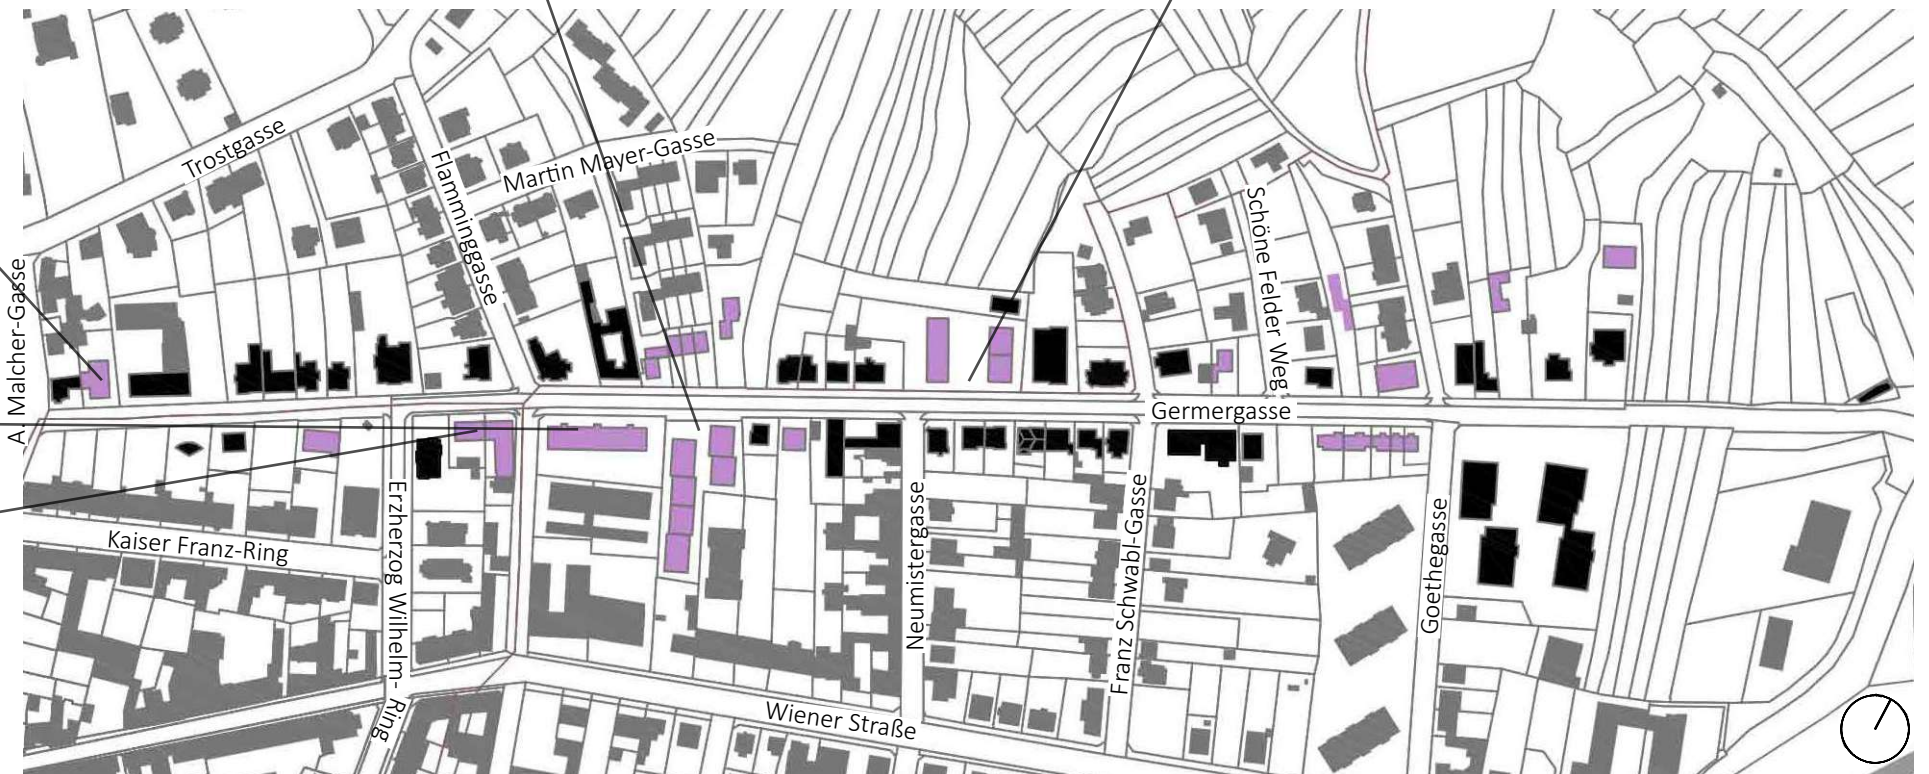 Trostgasse
Martin Mayer-Gasse
Flamminggasse
A. Malcher-Gasse
Schöne Felder Weg
Germergasse
Kaiser Franz-Ring
Erzherzog Wilhelm- Ring
Neumistergasse
Franz Schwabl-Gasse
Goethegasse
Wiener Straße